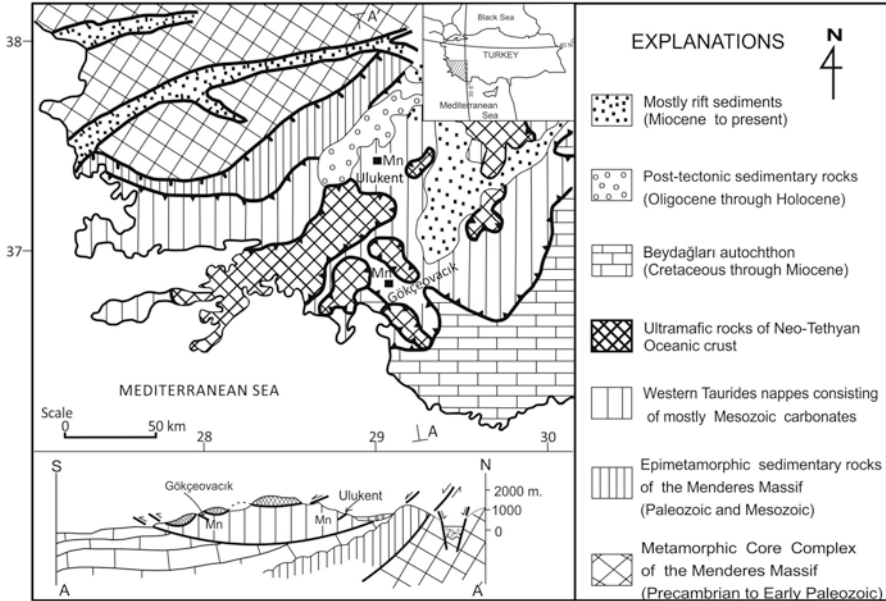 38
A'
Black Sea
40 N
TURKEY
30 E
Mediterranean
Sea
Mn
Ulukent
37
Mn
Gökçeovacık
MEDITERRANEAN SEA
Scale
0 50 km
28
29
A
30
S
N
Gökçeovacık
Ulukent
Mn
Mn
2000 m.
1000
0
A
A'
EXPLANATIONS
N
Mostly rift sediments
(Miocene to present)
Post-tectonic sedimentary rocks
(Oligocene through Holocene)
Beydağları autochthon
(Cretaceous through Miocene)
Ultramafic rocks of Neo-Tethyan
Oceanic crust
Western Taurides nappes consisting
of mostly Mesozoic carbonates
Epimetamorphic sedimentary rocks
of the Menderes Massif
(Paleozoic and Mesozoic)
Metamorphic Core Complex
of the Menderes Massif
(Precambrian to Early Paleozoic)